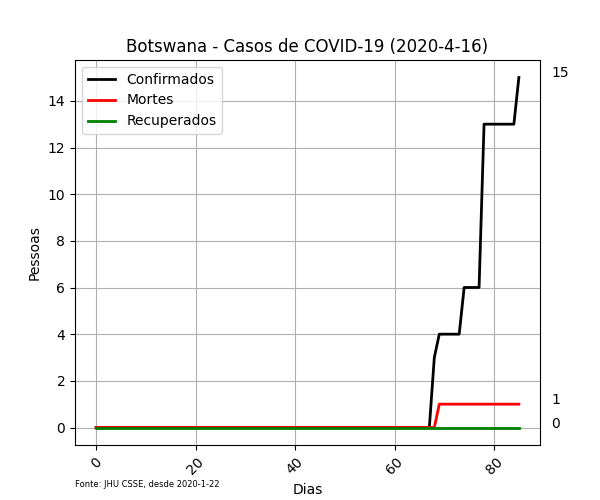 Botswana - Casos de COVID-19 (2020-4-16)
Confirmados
Mortes
Recuperados
15
14
12
10
8
6
4
2
0
1
0
Pessoas
0 20 40 60 80
Dias
Fonte: JHU CSSE, desde 2020-1-22